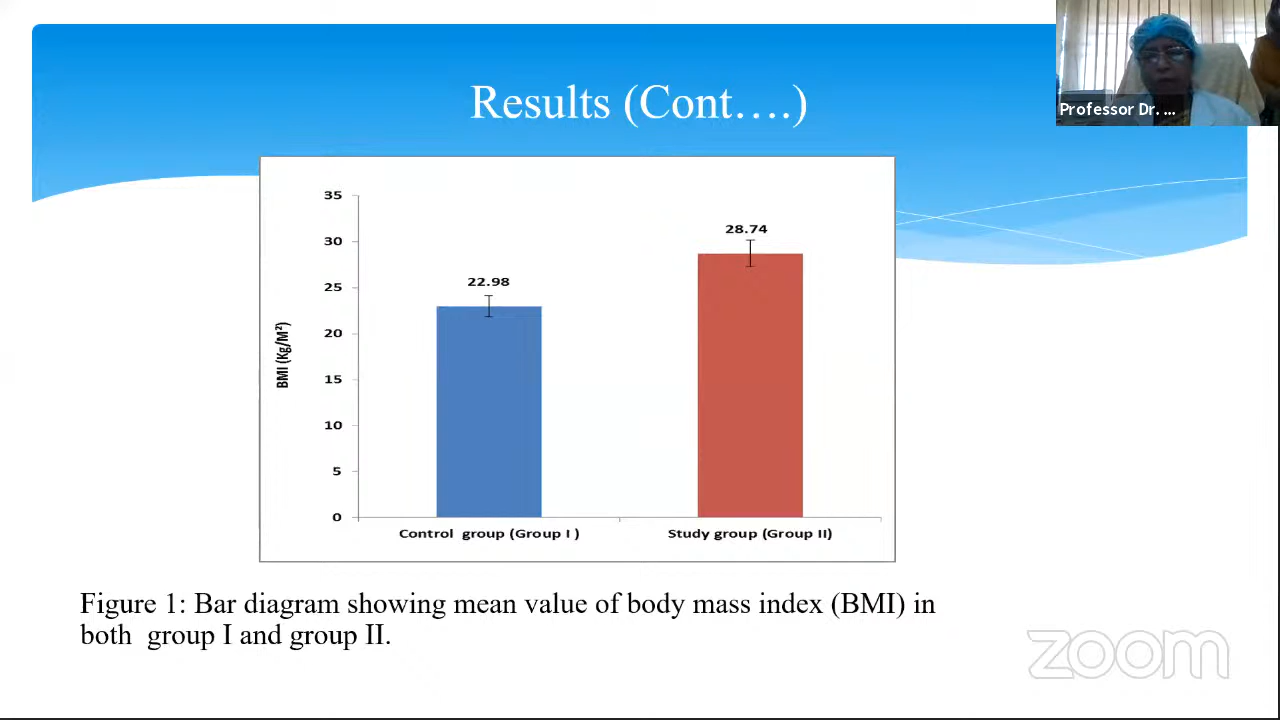 Results (Cont….)
Professor Dr. ...
35
30
25
20
15
10
5
0
BMI (Kg/M²)
22.98
28.74
Control group (Group I )
Study group (Group II)
Figure 1: Bar diagram showing mean value of body mass index (BMI) in
both group I and group II.
zoom